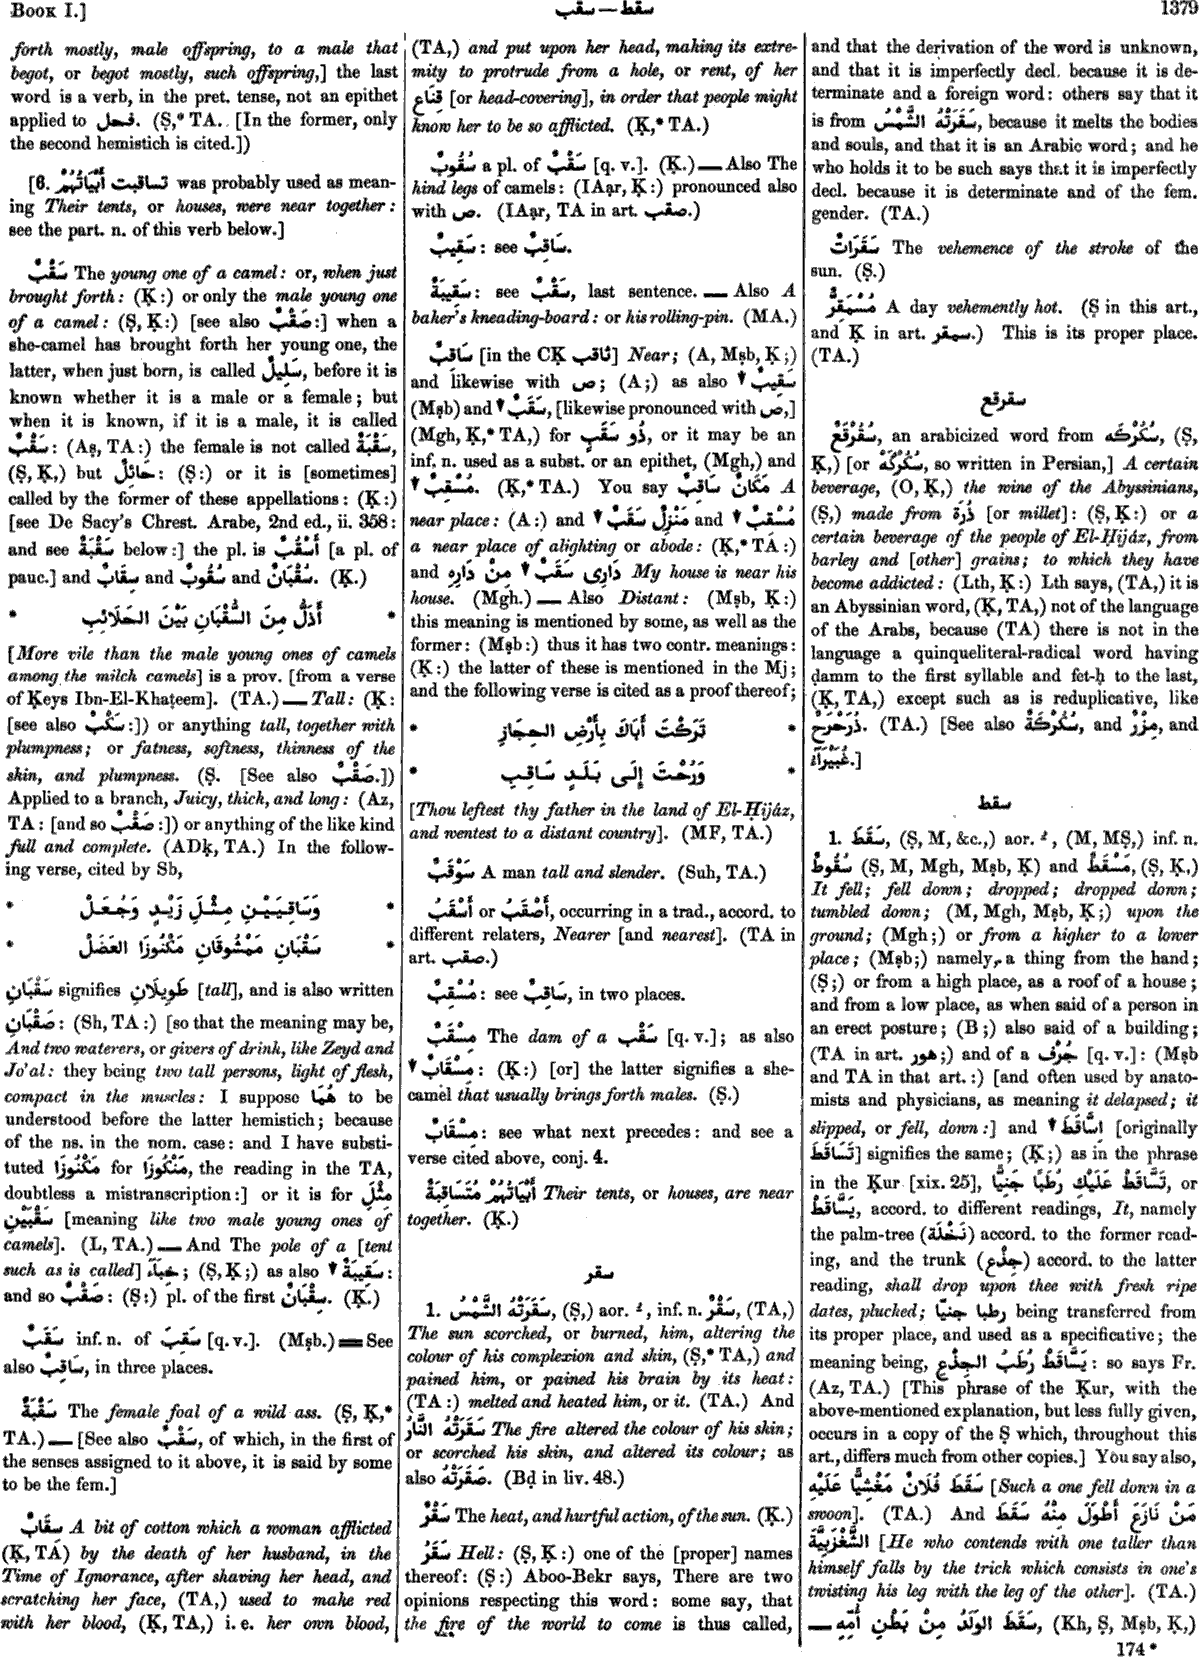 BOOK I.]
سقط — سقب
1379
forth mostly, male offspring, to a male that
begot, or begot mostly, such offspring,] the last
word is a verb, in the pret. tense, not an epithet
applied to فحل. (Ṣ,* TA. [In the former, only
the second hemistich is cited.])
[6. تساقبت أَبْيَاتُهُمْ was probably used as mean-
ing Their tents, or houses, were near together:
see the part. n. of this verb below.]
سَقْبٌ The young one of a camel: or, when just
brought forth: (Ḳ:) or only the male young one
of a camel: (Ṣ, Ḳ:) [see also صَقْبٌ:] when a
she-camel has brought forth her young one, the
latter, when just born, is called سَلِيلٌ, before it is
known whether it is a male or a female; but
when it is known, if it is a male, it is called
سَقْبٌ: (Aṣ, TA:) the female is not called سَقْبَةٌ,
(Ṣ, Ḳ,) but حَائِلٌ: (Ṣ:) or it is [sometimes]
called by the former of these appellations: (Ḳ:)
[see De Sacy's Chrest. Arabe, 2nd ed., ii. 358:
and see سَقْبَةٌ below:] the pl. is أَسْقُبٌ [a pl. of
pauc.] and سِقَابٌ and سُقُوبٌ and سُقْبَانٌ. (Ḳ.)
* أَذَلُّ مِنَ السُّقْبَانِ بَيْنَ الحَلَائِبِ *
[More vile than the male young ones of camels
among the milch camels] is a prov. [from a verse
of Ḳeys Ibn-El-Khaṭeem]. (TA.) — Tall: (Ḳ:
[see also سَكْبٌ:]) or anything tall, together with
plumpness; or fatness, softness, thinness of the
skin, and plumpness. (Ṣ. [See also صَقْبٌ.])
Applied to a branch, Juicy, thick, and long: (Az,
TA: [and so صَقْبٌ:]) or anything of the like kind
full and complete. (ADḳ, TA.) In the follow-
ing verse, cited by Sb,
* وَسَاقِيَيْنِ مِثْلَ زَيْدٍ وَجُعَلْ *
* سَقْبَانِ مَمْشُوقَانِ مَكْنُوزَا العَضَلْ *
سَقْبَانِ signifies طَوِيلَانِ [tall], and is also written
صَقْبَانِ: (Sh, TA:) [so that the meaning may be,
And two waterers, or givers of drink, like Zeyd and
Jo'al: they being two tall persons, light of flesh,
compact in the muscles: I suppose هُمَا to be
understood before the latter hemistich; because
of the ns. in the nom. case: and I have substi-
tuted مَكْنُوزَا for مَنْكُوزَا, the reading in the TA,
doubtless a mistranscription:] or it is for مِثْلَ
سَقْبَيْنِ [meaning like two male young ones of
camels]. (L, TA.) — And The pole of a [tent
such as is called] خِبَآء; (Ṣ, Ḳ;) as also ▼ سَقِيبَةٌ:
and so صَقْبٌ: (Ṣ:) pl. of the first سِقْبَانٌ. (Ḳ.)
سَقَبٌ inf. n. of سَقِبَ [q. v.]. (Mṣb.) == See
also سَاقِبٌ, in three places.
سَقْبَةٌ The female foal of a wild ass. (Ṣ, Ḳ,*
TA.) — [See also سَقْبٌ, of which, in the first of
the senses assigned to it above, it is said by some
to be the fem.]
سِقَابٌ A bit of cotton which a woman afflicted
(Ḳ, TA) by the death of her husband, in the
Time of Ignorance, after shaving her head, and
scratching her face, (TA,) used to make red
with her blood, (Ḳ, TA,) i. e. her own blood,
(TA,) and put upon her head, making its extre-
mity to protrude from a hole, or rent, of her
قِنَاع [or head-covering], in order that people might
know her to be so afflicted. (Ḳ,* TA.)
سُقُوبٌ a pl. of سَقْبٌ [q. v.]. (Ḳ.) — Also The
hind legs of camels: (IAạr, Ḳ:) pronounced also
with ص. (IAạr, TA in art. صقب.)
سَقِيبٌ: see سَاقِبٌ.
سَقِيبَةٌ: see سَقْبٌ, last sentence. — Also A
baker's kneading-board: or his rolling-pin. (MA.)
سَاقِبٌ [in the CḲ ثاقب] Near; (A, Mṣb, Ḳ;)
and likewise with ص; (A;) as also ▼ سَقِيبٌ
(Mṣb) and ▼ سَقَبٌ, [likewise pronounced with ص,]
(Mgh, Ḳ,* TA,) for ذُو سَقَبٍ, or it may be an
inf. n. used as a subst. or an epithet, (Mgh,) and
▼ مُسْقِبٌ. (Ḳ,* TA.) You say مَكَانٌ سَاقِبٌ A
near place: (A:) and ▼ مَنْزِلٌ سَقَبٌ and ▼ مُسْقِبٌ
a near place of alighting or abode: (Ḳ,* TA:)
and دَارِى سَقَبٌ ▼ مِنْ دَارِهِ My house is near his
house. (Mgh.) — Also Distant: (Mṣb, Ḳ:)
this meaning is mentioned by some, as well as the
former: (Mṣb:) thus it has two contr. meanings:
(Ḳ:) the latter of these is mentioned in the Mj;
and the following verse is cited as a proof thereof;
* تَرَكْتَ أَبَاكَ بِأَرْضِ الحِجَازِ *
* وَرُحْتَ إِلَى بَلَدٍ سَاقِبِ *
[Thou leftest thy father in the land of El-Ḥijáz,
and wentest to a distant country]. (MF, TA.)
سَوْقَبٌ A man tall and slender. (Suh, TA.)
أَسْقَبُ or أَصْقَبُ, occurring in a trad., accord. to
different relaters, Nearer [and nearest]. (TA in
art. صقب.)
مُسْقِبٌ: see سَاقِبٌ, in two places.
مِسْقَبٌ The dam of a سَقْب [q. v.]; as also
▼ مِسْقَابٌ: (Ḳ:) [or] the latter signifies a she-
camel that usually brings forth males. (Ṣ.)
مِسْقَابٌ: see what next precedes: and see a
verse cited above, conj. 4.
أَبْيَاتُهُمْ مُتَسَاقِبَةٌ Their tents, or houses, are near
together. (Ḳ.)
سقر
1. سَقَرَتْهُ الشَّمْسُ, (Ṣ,) aor. ـُ, inf. n. سَقْرٌ, (TA,)
The sun scorched, or burned, him, altering the
colour of his complexion and skin, (Ṣ,* TA,) and
pained him, or pained his brain by its heat:
(TA:) melted and heated him, or it. (TA.) And
سَقَرَتْهُ النَّارُ The fire altered the colour of his skin;
or scorched his skin, and altered its colour; as
also صَقَرَتْهُ. (Bḍ in liv. 48.)
سَقْرٌ The heat, and hurtful action, of the sun. (Ḳ.)
سَقَرُ Hell: (Ṣ, Ḳ:) one of the [proper] names
thereof: (Ṣ:) Aboo-Bekr says, There are two
opinions respecting this word: some say, that
the fire of the world to come is thus called,
and that the derivation of the word is unknown,
and that it is imperfectly decl. because it is de-
terminate and a foreign word: others say that it
is from سَقَرَتْهُ الشَّمْسُ, because it melts the bodies
and souls, and that it is an Arabic word; and he
who holds it to be such says that it is imperfectly
decl. because it is determinate and of the fem.
gender. (TA.)
سَقَرَاتٌ The vehemence of the stroke of the
sun. (Ṣ.)
مُسْمَقِرٌّ A day vehemently hot. (Ṣ in this art.,
and Ḳ in art. سمقر.) This is its proper place.
(TA.)
سقرقع
سُقُرْقَعٌ, an arabicized word from سُكُرْكَه, (Ṣ,
Ḳ,) [or سُكُرْكَهْ, so written in Persian,] A certain
beverage, (O, Ḳ,) the wine of the Abyssinians,
(Ṣ,) made from ذُرَة [or millet]: (Ṣ, Ḳ:) or a
certain beverage of the people of El-Ḥijáz, from
barley and [other] grains; to which they have
become addicted: (Lth, Ḳ:) Lth says, (TA,) it is
an Abyssinian word, (Ḳ, TA,) not of the language
of the Arabs, because (TA) there is not in the
language a quinqueliteral-radical word having
ḍamm to the first syllable and fet-ḥ to the last,
(Ḳ, TA,) except such as is reduplicative, like
ذُرَحْرَحٌ. (TA.) [See also سُكُرْكَةٌ, and مِزْرٌ, and
غُبَيْرَآءُ.]
سقط
1. سَقَطَ, (Ṣ, M, &c.,) aor. ـُ, (M, MṢ,) inf. n.
سُقُوطٌ (Ṣ, M, Mgh, Mṣb, Ḳ) and مَسْقَطٌ, (Ṣ, Ḳ,)
It fell; fell down; dropped; dropped down;
tumbled down; (M, Mgh, Mṣb, Ḳ;) upon the
ground; (Mgh;) or from a higher to a lower
place; (Mṣb;) namely, a thing from the hand;
(Ṣ;) or from a high place, as a roof of a house;
and from a low place, as when said of a person in
an erect posture; (B;) also said of a building;
(TA in art. هور;) and of a جُرُف [q. v.]: (Mṣb
and TA in that art.:) [and often used by anato-
mists and physicians, as meaning it delapsed; it
slipped, or fell, down:] and ▼ اِسَّاقَطَ [originally
تَسَاقَطَ] signifies the same; (Ḳ;) as in the phrase
in the Ḳur [xix. 25], تَسَّاقَطْ عَلَيْكِ رُطَبًا جَنِيًّا, or
يَسَّاقَطْ, accord. to different readings, It, namely
the palm-tree (نَخْلَة) accord. to the former read-
ing, and the trunk (جِذْع) accord. to the latter
reading, shall drop upon thee with fresh ripe
dates, plucked; رطبا جنيّا being transferred from
its proper place, and used as a specificative; the
meaning being, يَسَّاقَطْ رُطَبُ الجِذْعِ: so says Fr.
(Az, TA.) [This phrase of the Ḳur, with the
above-mentioned explanation, but less fully given,
occurs in a copy of the Ṣ which, throughout this
art., differs much from other copies.] You say also,
سَقَطَ فُلَانٌ مَغْشِيًّا عَلَيْهِ [Such a one fell down in a
swoon]. (TA.) And مَنْ نَازَعَ أَطْوَلَ مِنْهُ سَقَطَ
الشَّغْزَبِيَّةَ [He who contends with one taller than
himself falls by the trick which consists in one's
twisting his leg with the leg of the other]. (TA.)
— سَقَطَ الوَلَدُ مِنْ بَطْنِ أُمِّهِ, (Kh, Ṣ, Mṣb, Ḳ,)
174*